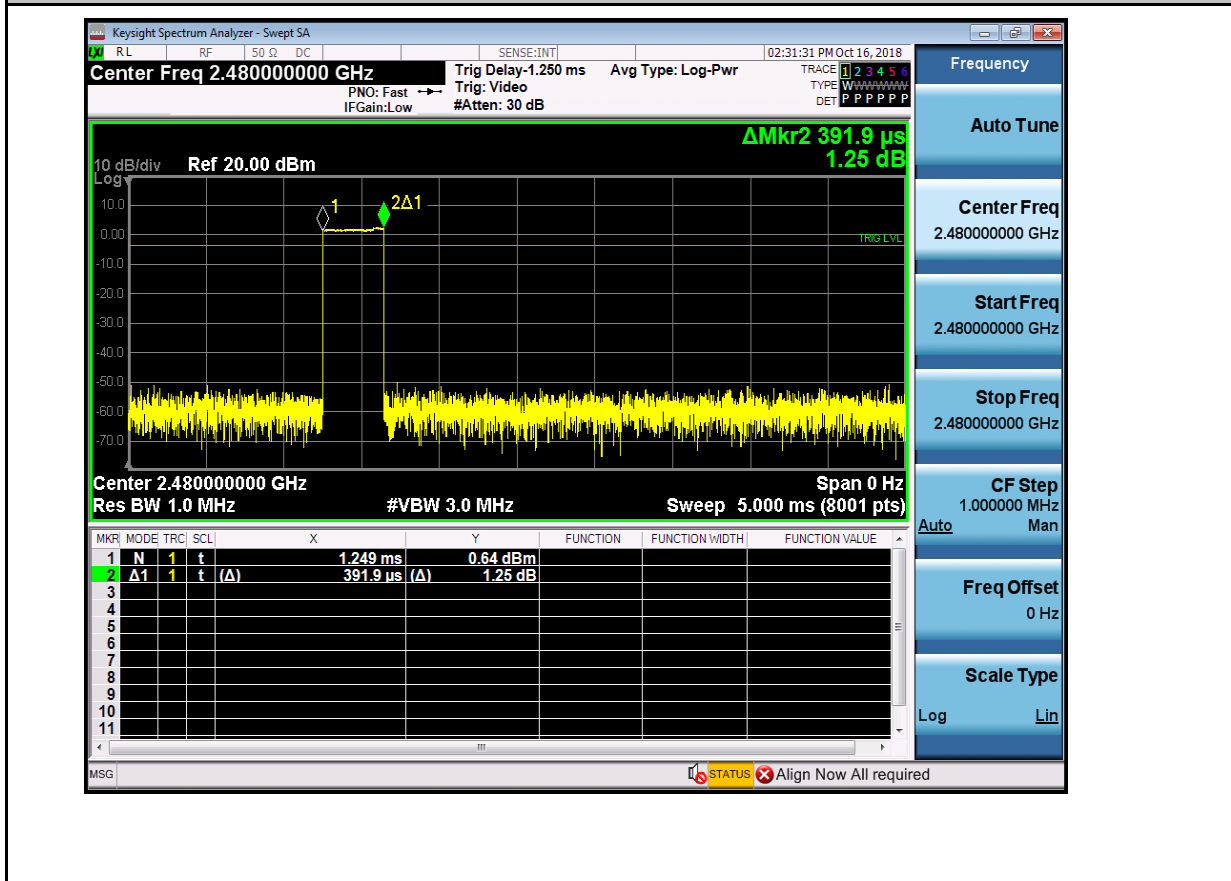 Keysight Spectrum Analyzer - Swept SA
LXI RL RF 50 Ω DC SENSE:INT 02:31:31 PM Oct 16, 2018
Center Freq 2.480000000 GHz Trig Delay-1.250 ms Avg Type: Log-Pwr TRACE 1 2 3 4 5 6
PNO: Fast Trig: Video TYPE WWWWWW
IFGain:Low #Atten: 30 dB DET P P P P P P
ΔMkr2 391.9 µs
1.25 dB
10 dB/div Ref 20.00 dBm
Log
10.0
0.00
-10.0
-20.0
-30.0
-40.0
-50.0
-60.0
-70.0
1
2Δ1
TRIG LVL
Center 2.480000000 GHz Span 0 Hz
Res BW 1.0 MHz #VBW 3.0 MHz Sweep 5.000 ms (8001 pts)
MKR MODE TRC SCL X Y FUNCTION FUNCTION WIDTH FUNCTION VALUE
1 N 1 t 1.249 ms 0.64 dBm
2 Δ1 1 t (Δ) 391.9 µs (Δ) 1.25 dB
3
4
5
6
7
8
9
10
11
MSG STATUS Align Now All required
Frequency
Auto Tune
Center Freq
2.480000000 GHz
Start Freq
2.480000000 GHz
Stop Freq
2.480000000 GHz
CF Step
1.000000 MHz
Auto Man
Freq Offset
0 Hz
Scale Type
Log Lin